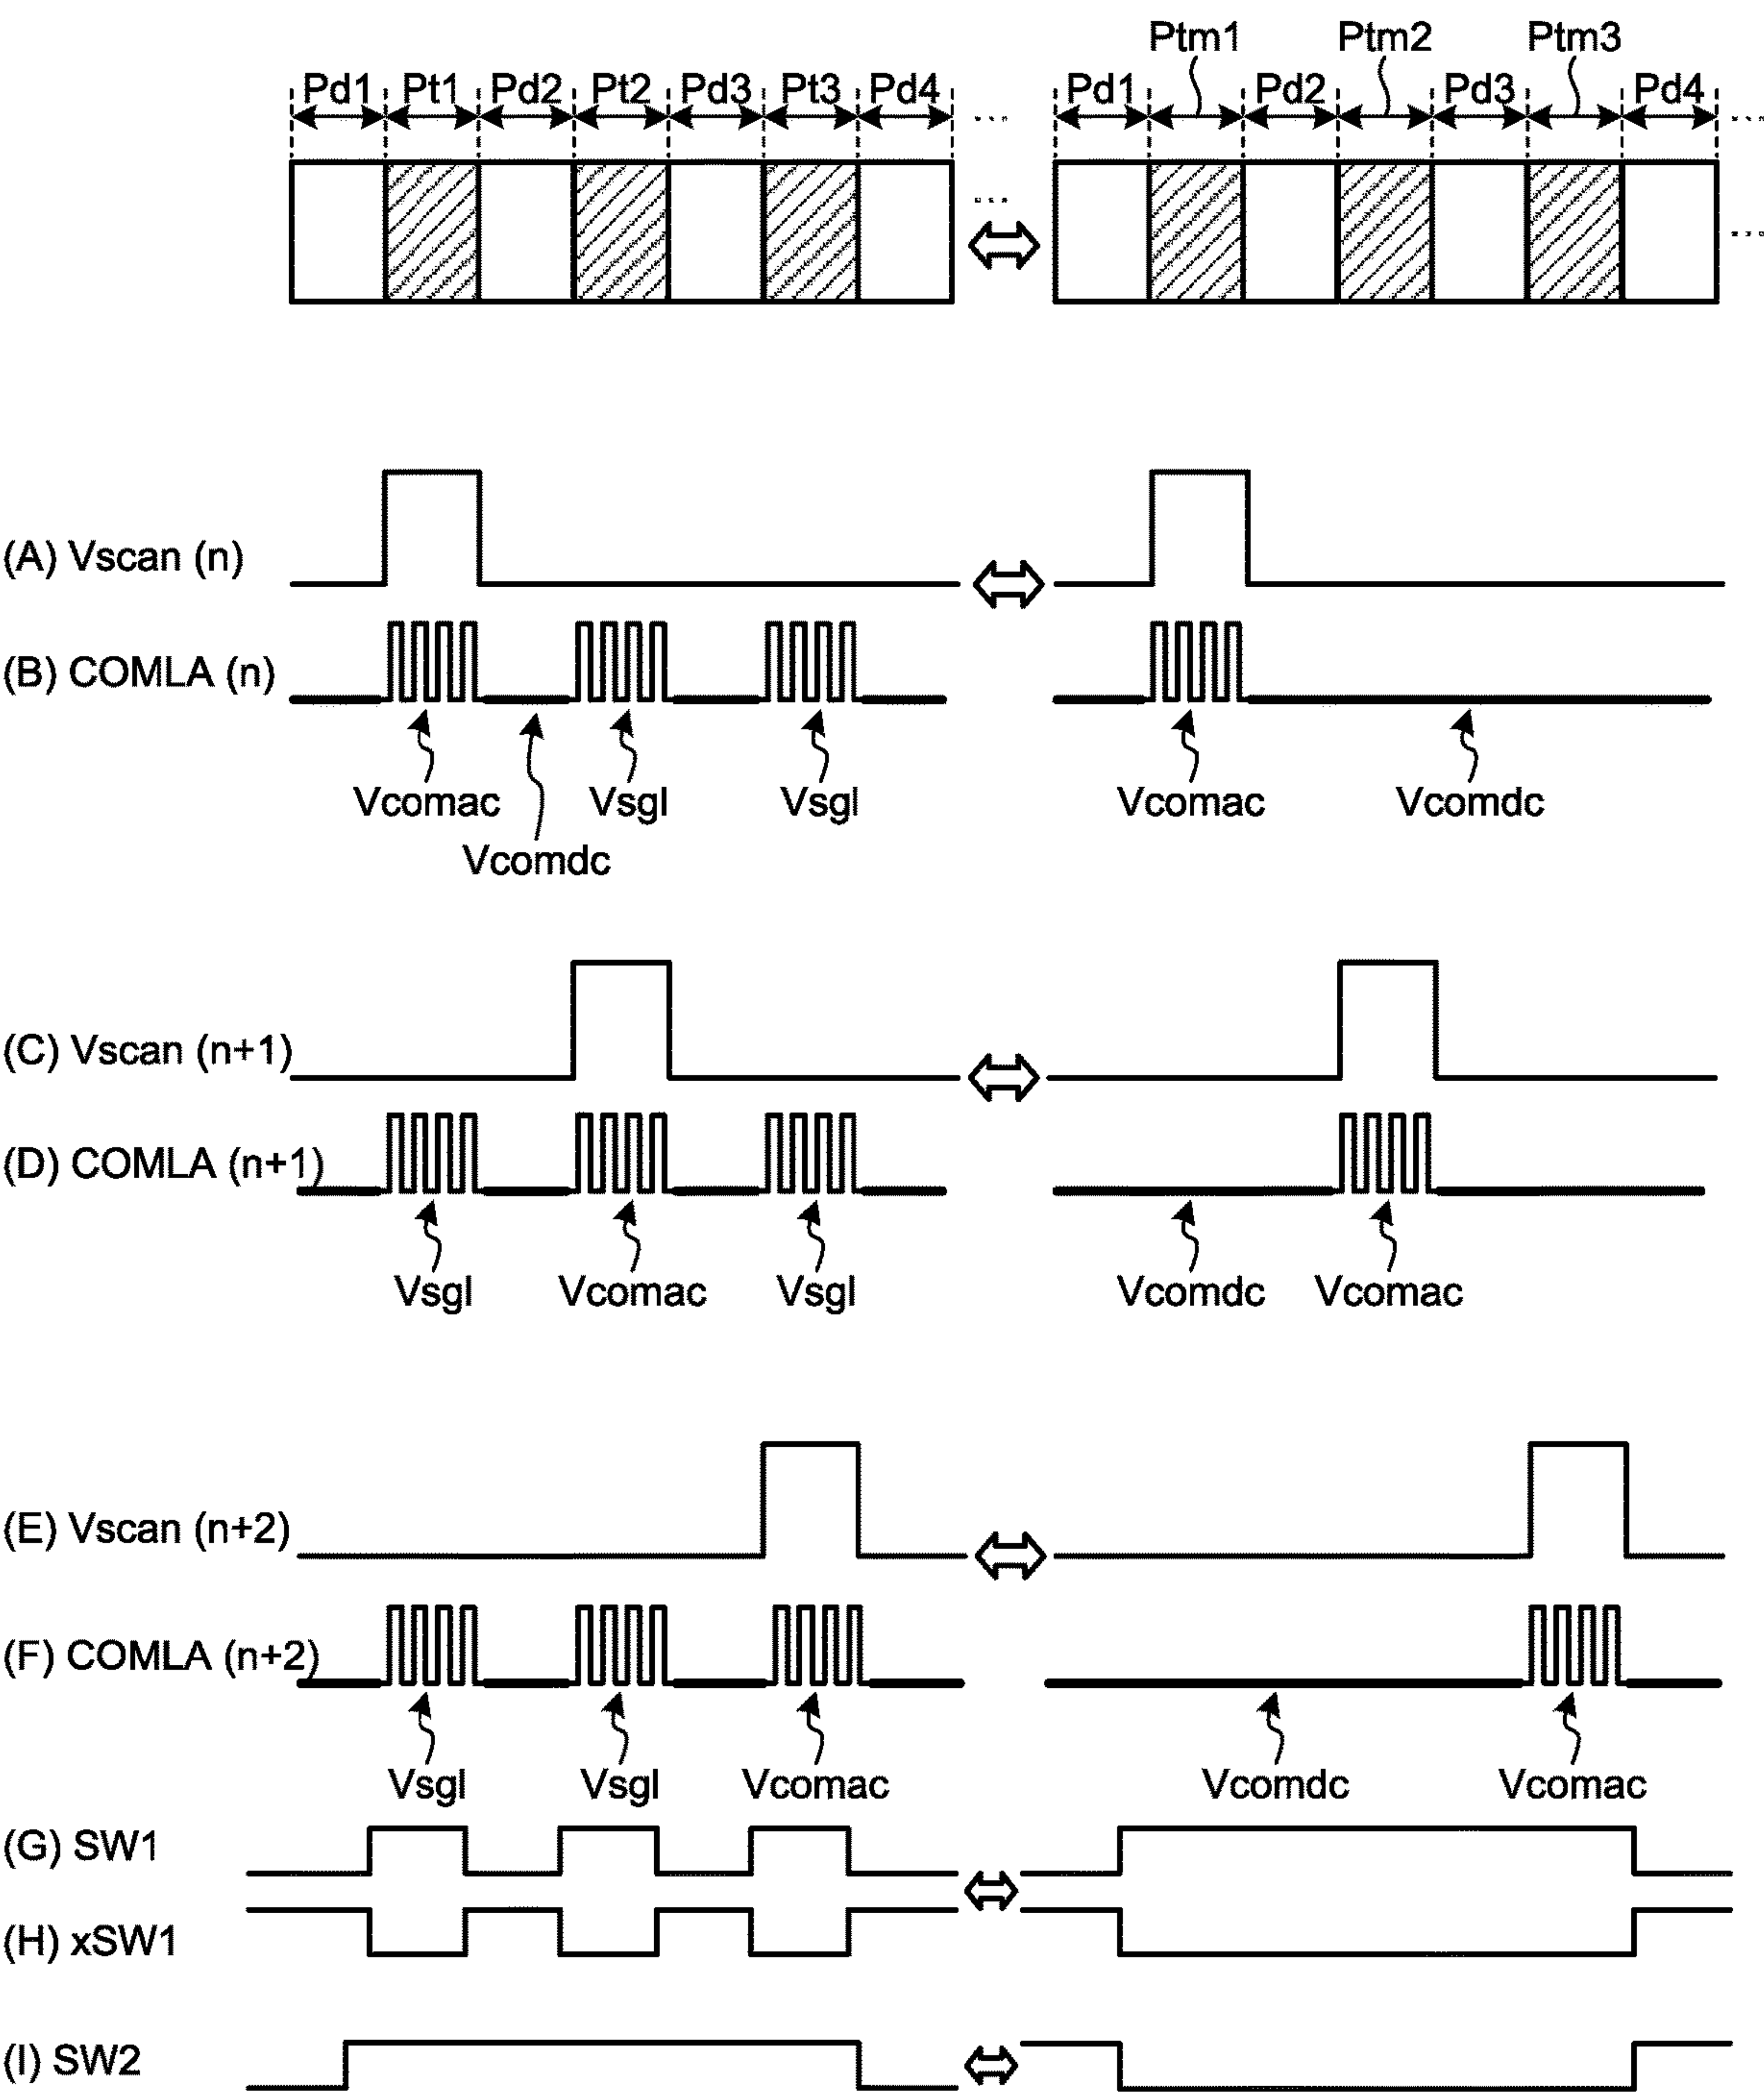 Ptm1 Ptm2 Ptm3
Pd1 Pt1 Pd2 Pt2 Pd3 Pt3 Pd4 Pd1 Pd2 Pd3 Pd4
(A) Vscan (n)
(B) COMLA (n)
Vcomac Vsgl Vsgl Vcomac Vcomdc
Vcomdc
(C) Vscan (n+1)
(D) COMLA (n+1)
Vsgl Vcomac Vsgl Vcomdc Vcomac
(E) Vscan (n+2)
(F) COMLA (n+2)
Vsgl Vsgl Vcomac Vcomdc Vcomac
(G) SW1
(H) xSW1
(I) SW2